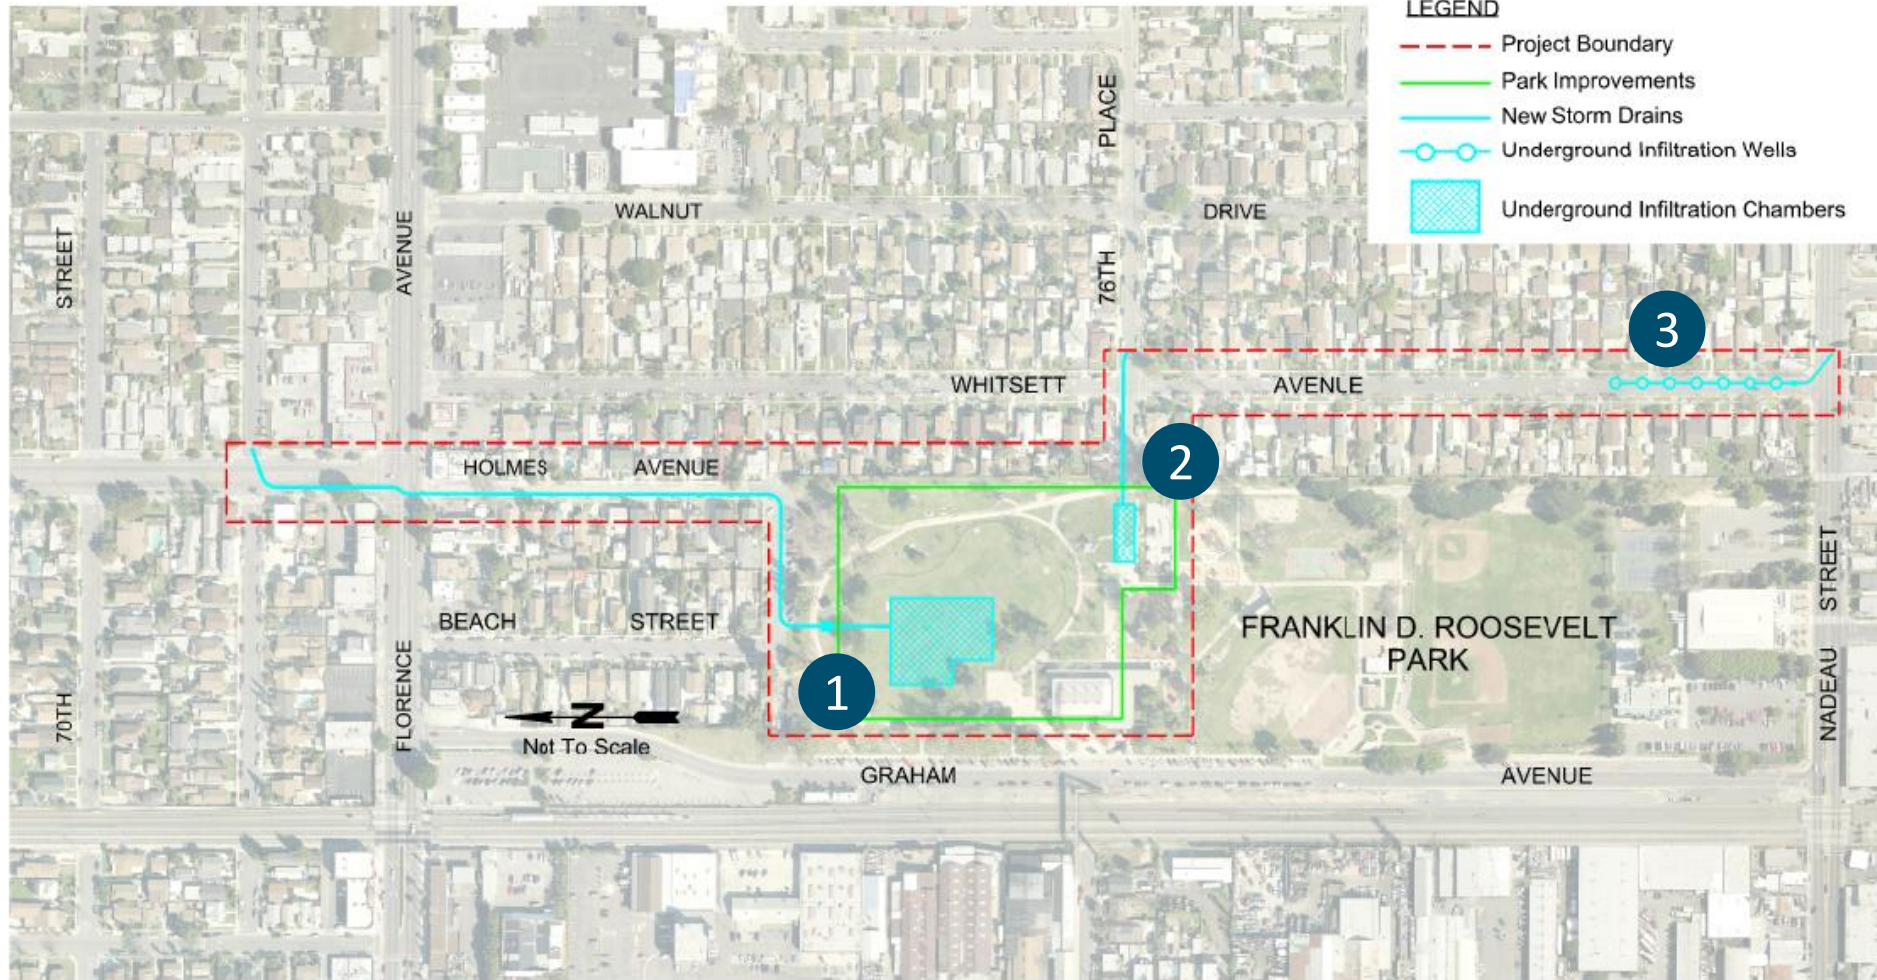 LEGEND
Project Boundary
Park Improvements
New Storm Drains
Underground Infiltration Wells
Underground Infiltration Chambers
PLACE
WALNUT
DRIVE
STREET
AVENUE
76TH
3
WHITSETT
AVENLE
HOLMES
AVENUE
2
BEACH
STREET
FRANKLIN D. ROOSEVELT
PARK
STREET
1
70TH
FLORENCE
N
Not To Scale
NADEAU
GRAHAM
AVENUE